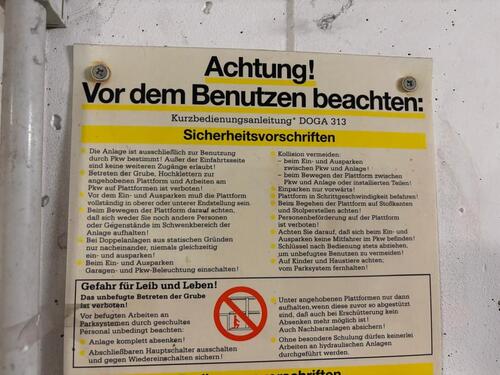 Achtung!
Vor dem Benutzen beachten:
Kurzbedienungsanleitung* DOGA 313
Sicherheitsvorschriften
Die Anlage ist ausschließlich zur Benutzung
durch Pkw bestimmt! Außer der Einfahrtseite
sind keine weiteren Zugänge erlaubt!
Betreten der Grube, Hochklettern zur
angehobenen Plattform und Arbeiten am
Pkw auf Plattformen ist verboten!
Vor dem Ein- und Ausparken muß die Plattform
vollständig in oberer oder unterer Endstellung sein.
Beim Bewegen der Plattform darauf achten,
daß sich weder Sie noch andere Personen
oder Gegenstände im Schwenkbereich der
Anlage aufhalten!
Bei Doppelanlagen aus statischen Gründen
nur nacheinander, niemals gleichzeitig
ein- und ausparken!
Beim Ein- und Ausparken
Garagen- und Pkw-Beleuchtung einschalten!
Kollision vermeiden:
– beim Ein- und Ausparken
zwischen Pkw und Anlage!
– beim Bewegen der Plattform zwischen
Pkw und Anlage oder installierten Teilen!
Einparken nur vorwärts!
Plattform in Schrittgeschwindigkeit befahren!
Beim Begehen der Plattform auf Stoßkanten
und Stolperstellen achten!
Personenbeförderung auf der Plattform
ist verboten!
Achten Sie darauf, daß sich beim Ein- und
Ausparken keine Mitfahrer im Pkw befinden!
Schlüssel nach Bedienung stets abziehen,
um unbefugtes Benutzen zu vermeiden!
Auf Kinder und Haustiere achten;
vom Parksystem fernhalten!
Gefahr für Leib und Leben!
Das unbefugte Betreten der Grube
ist verboten!
Vor befugten Arbeiten an
Parksystemen durch geschultes
Personal unbedingt beachten:
Anlage komplett absenken!
Abschließbaren Hauptschalter ausschalten
und gegen Wiedereinschalten sichern!
Unter angehobenen Plattformen nur dann
aufhalten, wenn diese zuvor so abgestützt
sind, daß auch bei Erschütterung kein
Absenken mehr möglich ist!
Auch Nachbaranlagen absichern!
Ohne besondere Schulung dürfen keinerlei
Arbeiten an hydraulischen Anlagen
durchgeführt werden.